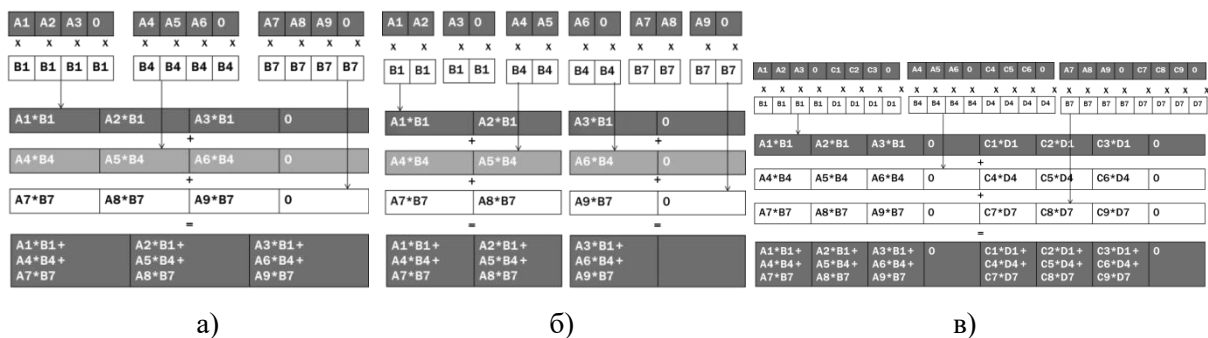 A1 A2 A3 0 A4 A5 A6 0 A7 A8 A9 0
x x x x x x x x x x x x
B1 B1 B1 B1 B4 B4 B4 B4 B7 B7 B7 B7
A1*B1 A2*B1 A3*B1 0
+
A4*B4 A5*B4 A6*B4 0
+
A7*B7 A8*B7 A9*B7 0
=
A1*B1+ A2*B1+ A3*B1+
A4*B4+ A5*B4+ A6*B4+
A7*B7 A8*B7 A9*B7
а)
A1 A2 A3 0 A4 A5 A6 0 A7 A8 A9 0
x x x x x x x x x x x x
B1 B1 B1 B1 B4 B4 B4 B4 B7 B7 B7 B7
A1*B1 A2*B1 A3*B1 0
+ +
A4*B4 A5*B4 A6*B4 0
+ +
A7*B7 A8*B7 A9*B7 0
= =
A1*B1+ A2*B1+ A3*B1+
A4*B4+ A5*B4+ A6*B4+
A7*B7 A8*B7 A9*B7
б)
A1 A2 A3 0 C1 C2 C3 0 A4 A5 A6 0 C4 C5 C6 0 A7 A8 A9 0 C7 C8 C9 0
x x x x x x x x x x x x x x x x x x x x x x x x
B1 B1 B1 B1 D1 D1 D1 D1 B4 B4 B4 B4 D4 D4 D4 D4 B7 B7 B7 B7 D7 D7 D7 D7
A1*B1 A2*B1 A3*B1 0 C1*D1 C2*D1 C3*D1 0
+
A4*B4 A5*B4 A6*B4 0 C4*D4 C5*D4 C6*D4 0
+
A7*B7 A8*B7 A9*B7 0 C7*D7 C8*D7 C9*D7 0
=
A1*B1+ A2*B1+ A3*B1+ 0 C1*D1+ C2*D1+ C3*D1+ 0
A4*B4+ A5*B4+ A6*B4+ C4*D4+ C5*D4+ C6*D4+
A7*B7 A8*B7 A9*B7 C7*D7 C8*D7 C9*D7
в)